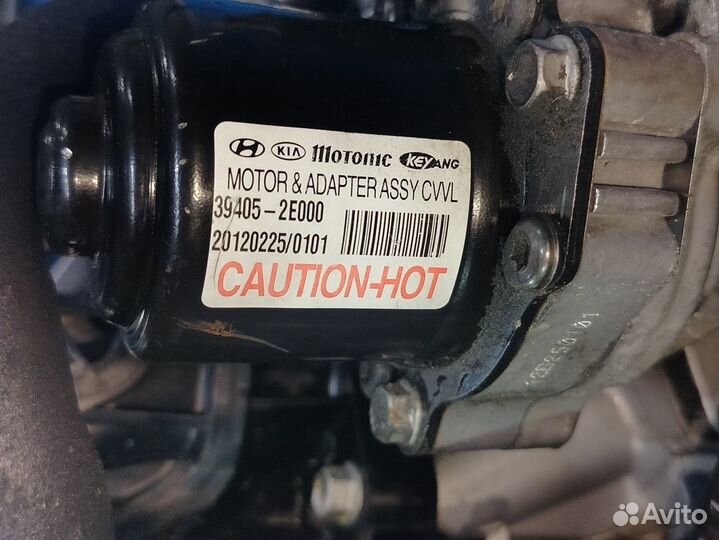 KIA MOTONIC KEYANG
MOTOR & ADAPTER ASSY CVVL
39405-2E000
20120225/0101
CAUTION-HOT
Avito